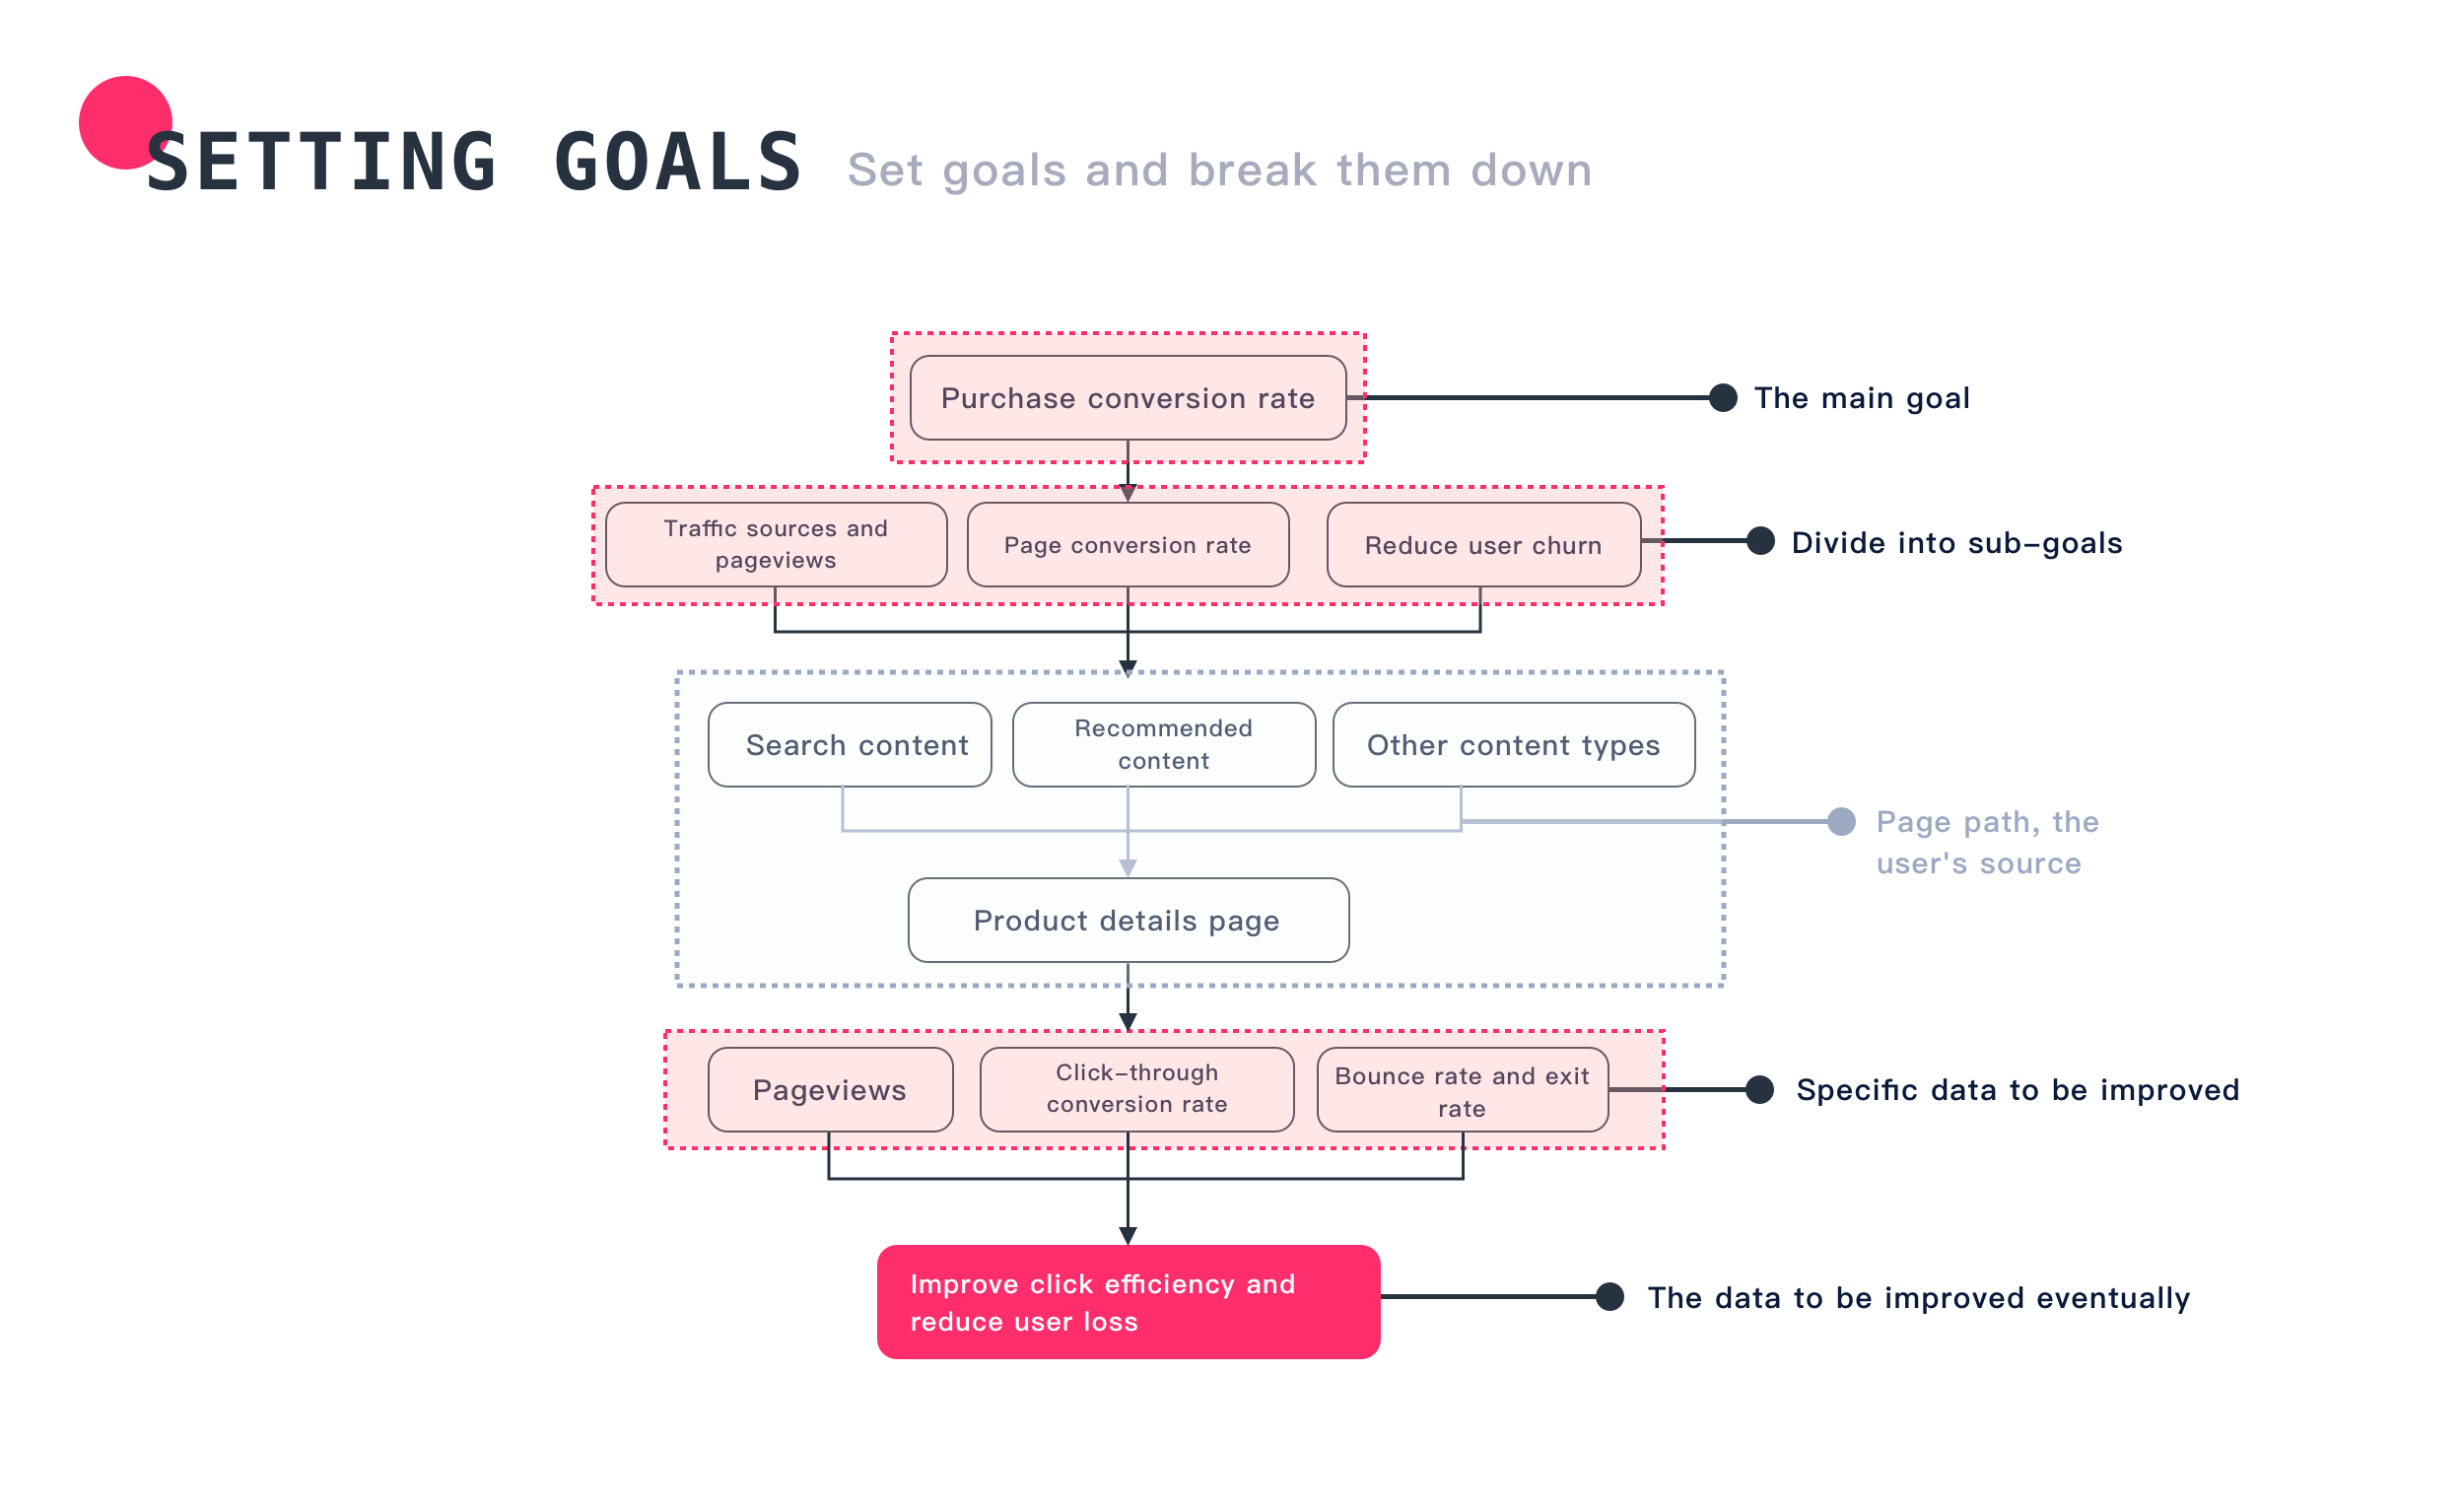 SETTING GOALS Set goals and break them down
Purchase conversion rate
The main goal
Traffic sources and
pageviews
Page conversion rate
Reduce user churn
Divide into sub-goals
Search content
Recommended
content
Other content types
Page path, the
user's source
Product details page
Pageviews
Click-through
conversion rate
Bounce rate and exit
rate
Specific data to be improved
Improve click efficiency and
reduce user loss
The data to be improved eventually